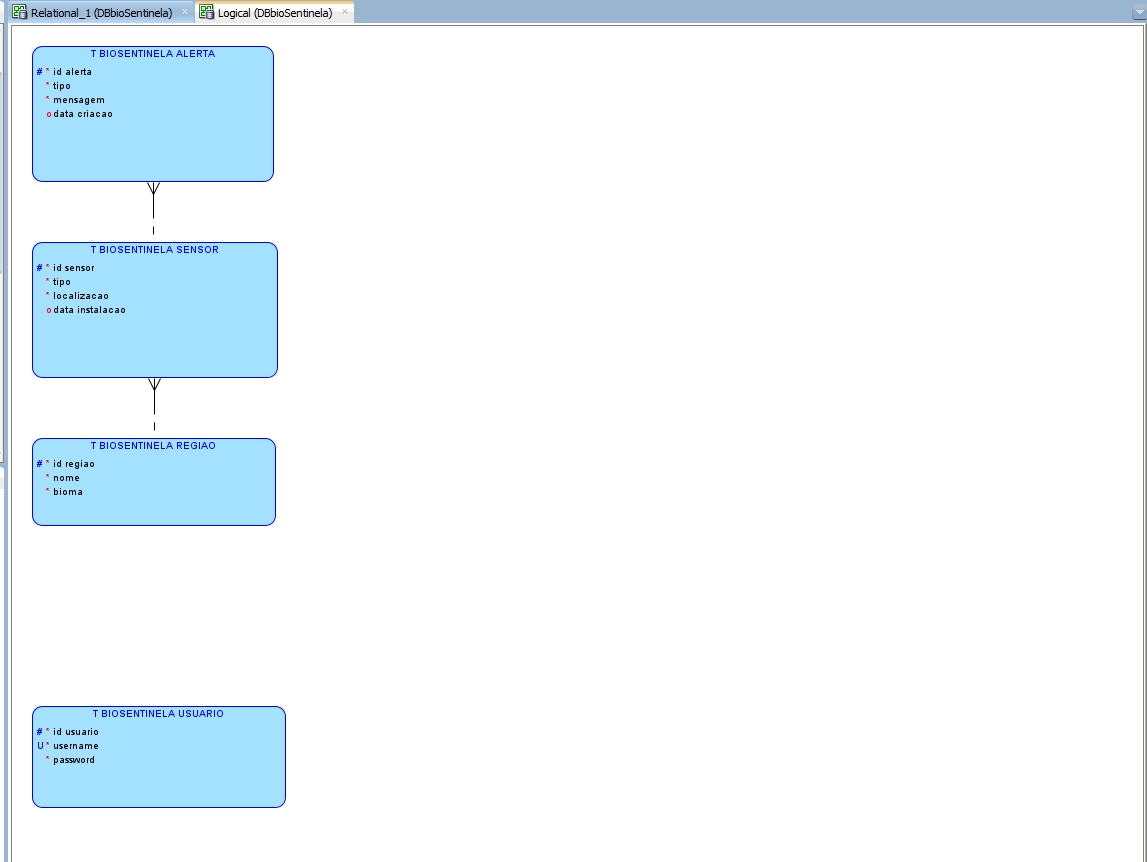 Relational_1 (DBbioSentinela) Logical (DBbioSentinela)
T BIOSENTINELA ALERTA
# * id alerta
* tipo
* mensagem
o data criacao
T BIOSENTINELA SENSOR
# * id sensor
* tipo
* localizacao
o data instalacao
T BIOSENTINELA REGIAO
# * id regiao
* nome
* bioma
T BIOSENTINELA USUARIO
# * id usuario
U * username
* password